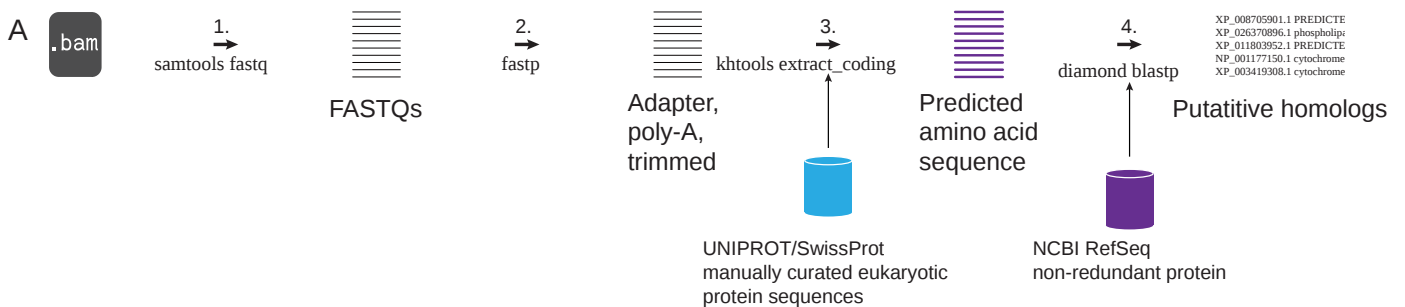 A
.bam
1.
samtools fastq
FASTQs
2.
fastp
Adapter,
poly-A,
trimmed
3.
khtools extract_coding
UNIPROT/SwissProt
manually curated eukaryotic
protein sequences
Predicted
amino acid
sequence
4.
diamond blastp
NCBI RefSeq
non-redundant protein
XP_008705901.1 PREDICTE
XP_026370896.1 phospholipa
XP_011803952.1 PREDICTE
NP_001177150.1 cytochrome
XP_003419308.1 cytochrome
Putatitive homologs